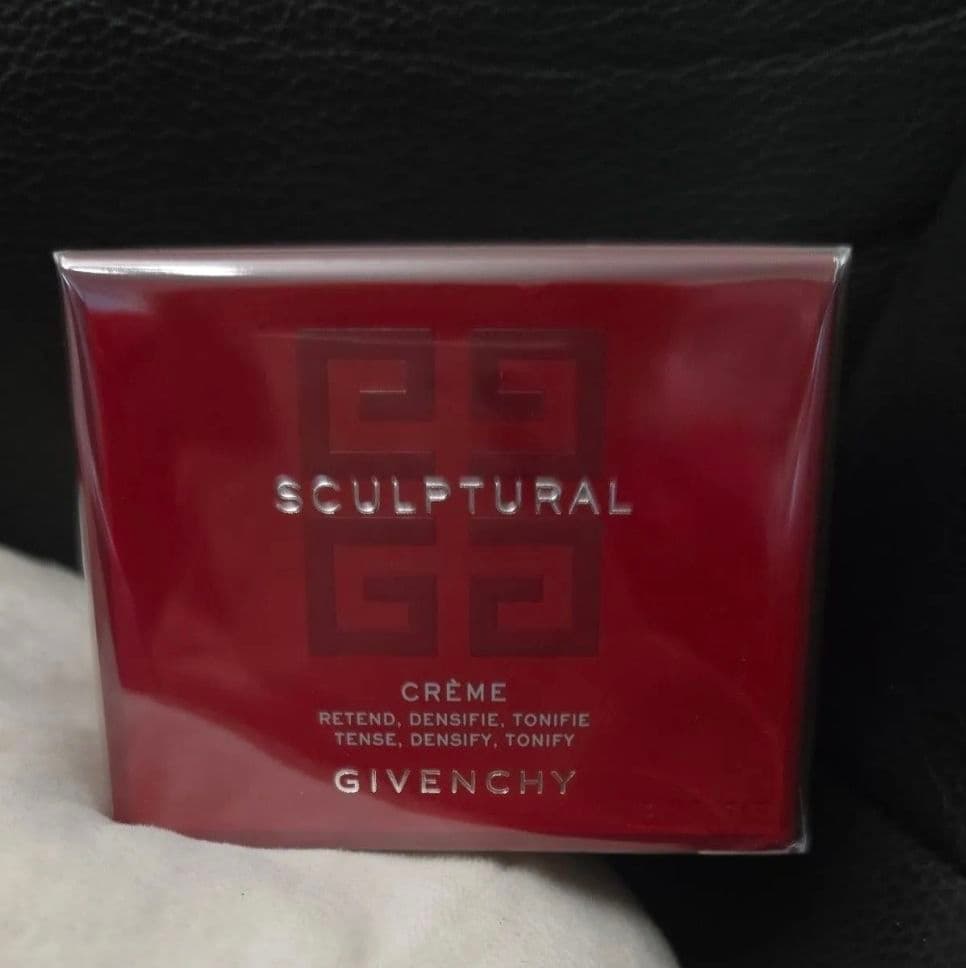 SCULPTURAL
CRÈME
RETEND, DENSIFIE, TONIFIE
TENSE, DENSIFY, TONIFY
GIVENCHY